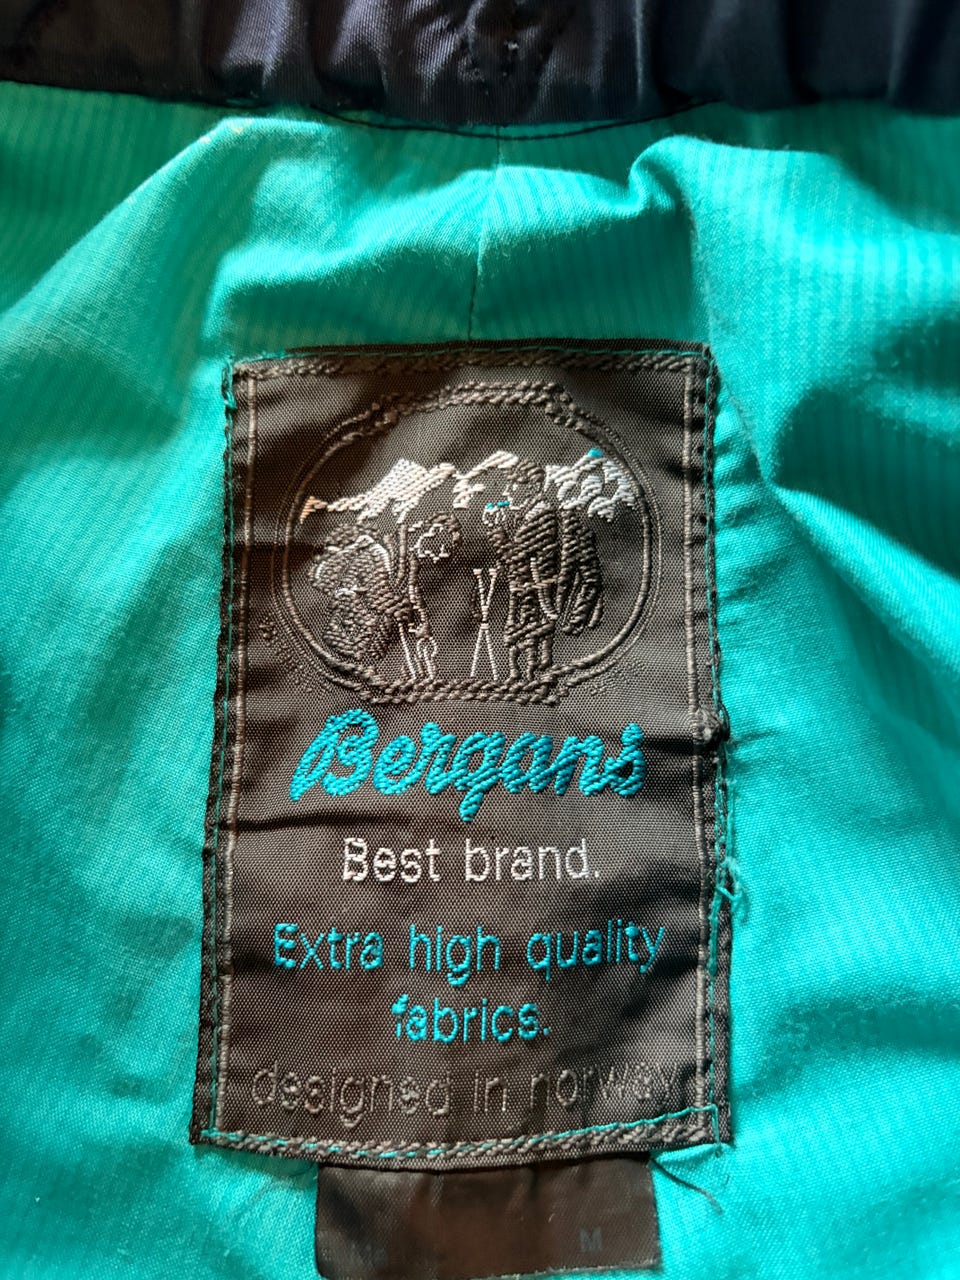 Bergans
Best brand.
Extra high quality
fabrics.
designed in norway
M